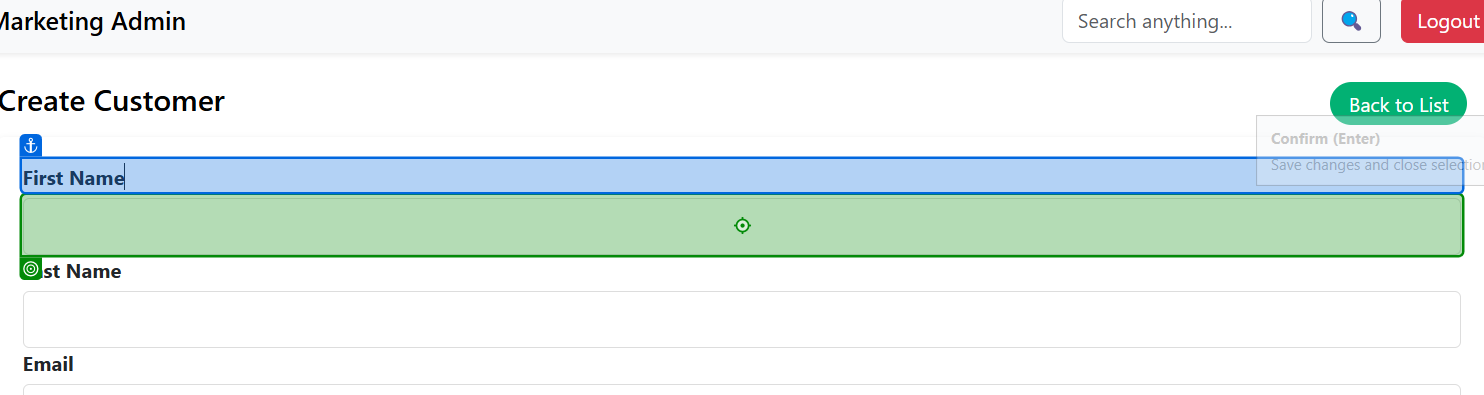 Marketing Admin
Search anything...
Logout
Create Customer
Back to List
Confirm (Enter)
Save changes and close selection
First Name
st Name
Email